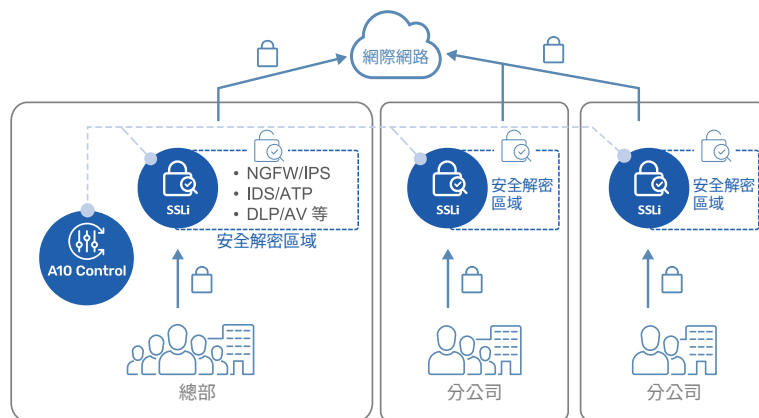 網際網路
SSLi
• NGFW/IPS
• IDS/ATP
• DLP/AV 等
安全解密區域
A10 Control
總部
SSLi
安全解密
區域
分公司
SSLi
安全解密
區域
分公司